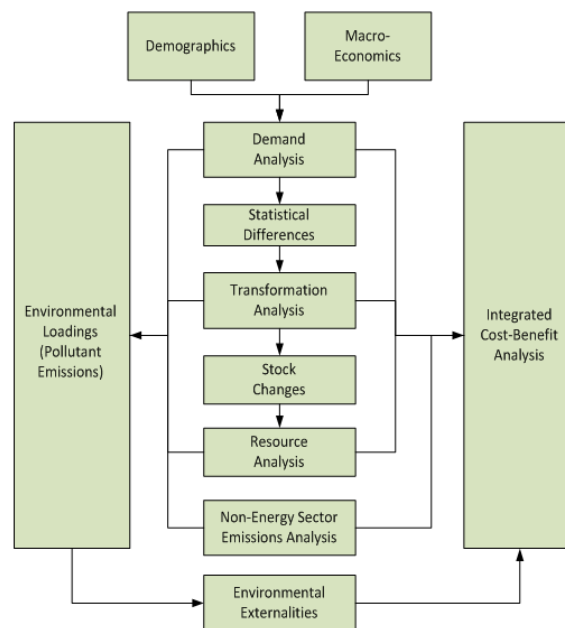 Demographics
Macro-
Economics
Demand
Analysis
Statistical
Differences
Transformation
Analysis
Environmental
Loadings
(Pollutant
Emissions)
Integrated
Cost-Benefit
Analysis
Stock
Changes
Resource
Analysis
Non-Energy Sector
Emissions Analysis
Environmental
Externalities